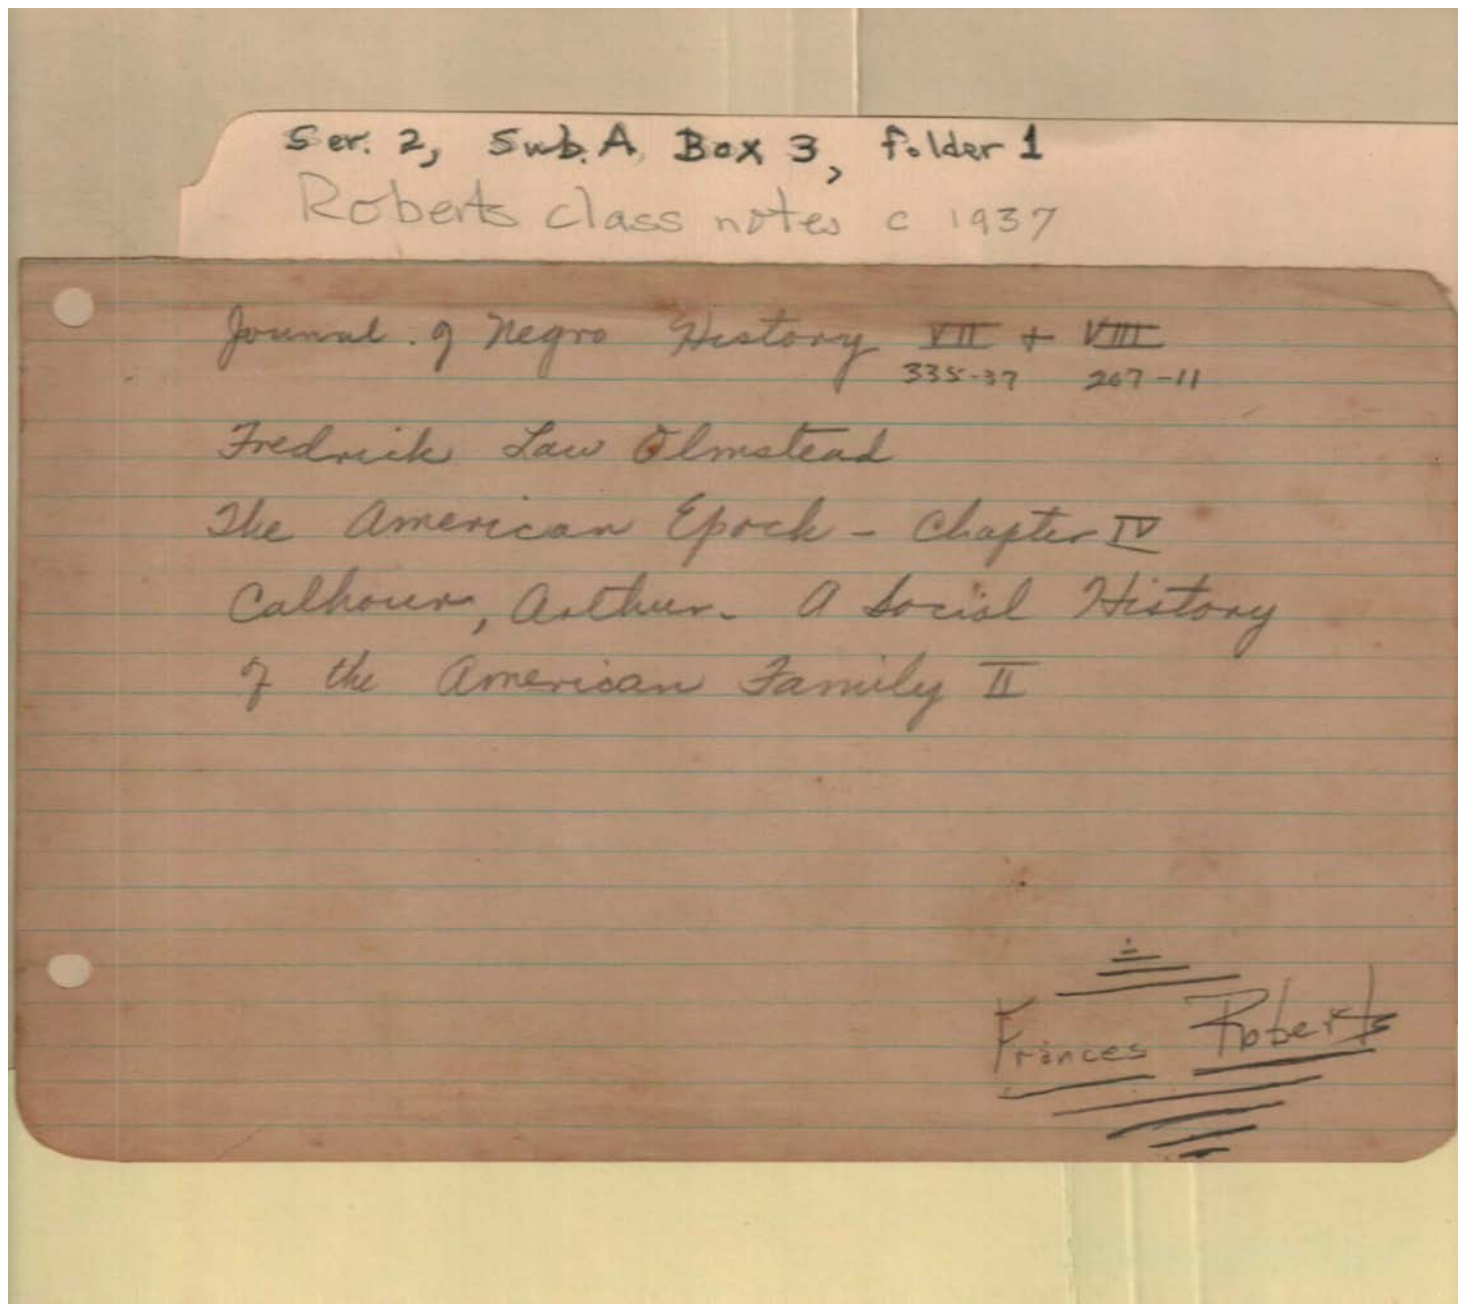 Ser. 2, Sub. A, Box 3, folder 1
Roberts class notes c 1937
Journal of Negro History VII + VIII
335-37 267-11
Fredrick Law Olmstead
The American Epoch - Chapter IV
Calhoun, Arthur. A Social History
of the American Family II
Frances Roberts